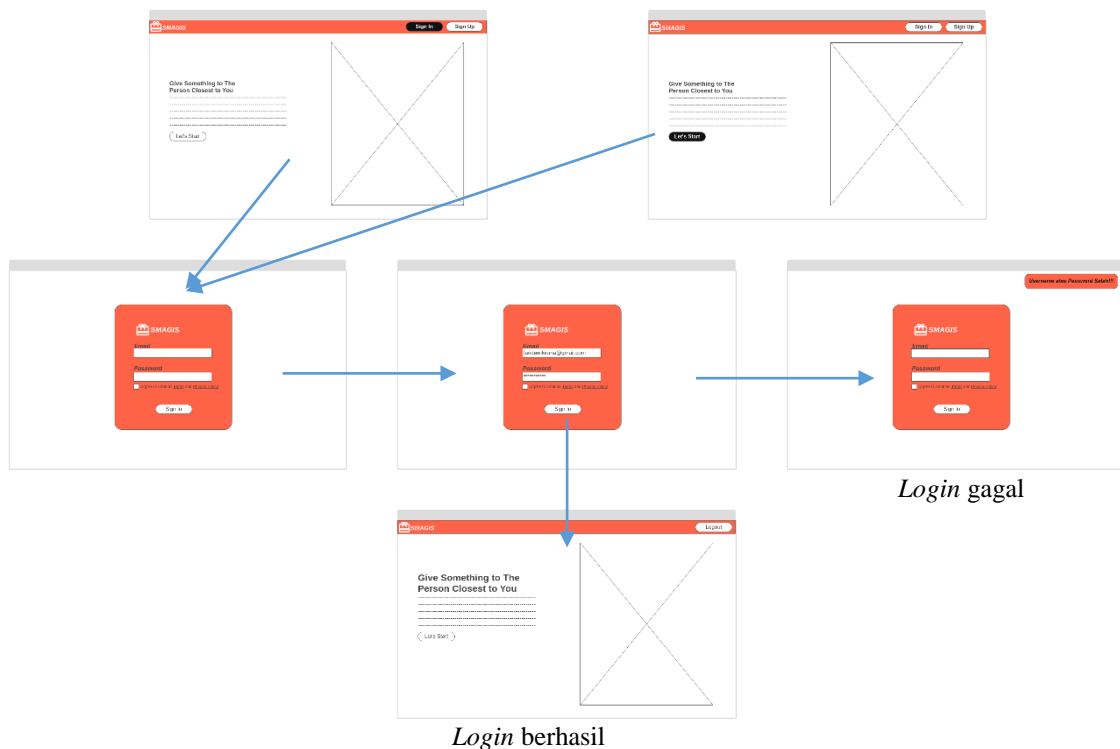 SMAGIS
Sign In
Sign Up
Give Something to The
Person Closest to You
Let's Start
SMAGIS
Sign In
Sign Up
Give Something to The
Person Closest to You
Let's Start
SMAGIS
Email
Password
Sign In
SMAGIS
Email
Password
***********
Sign In
Username atau Password Salah!!!
SMAGIS
Email
Password
Sign In
Login gagal
SMAGIS
Logout
Give Something to The
Person Closest to You
Let's Start
Login berhasil